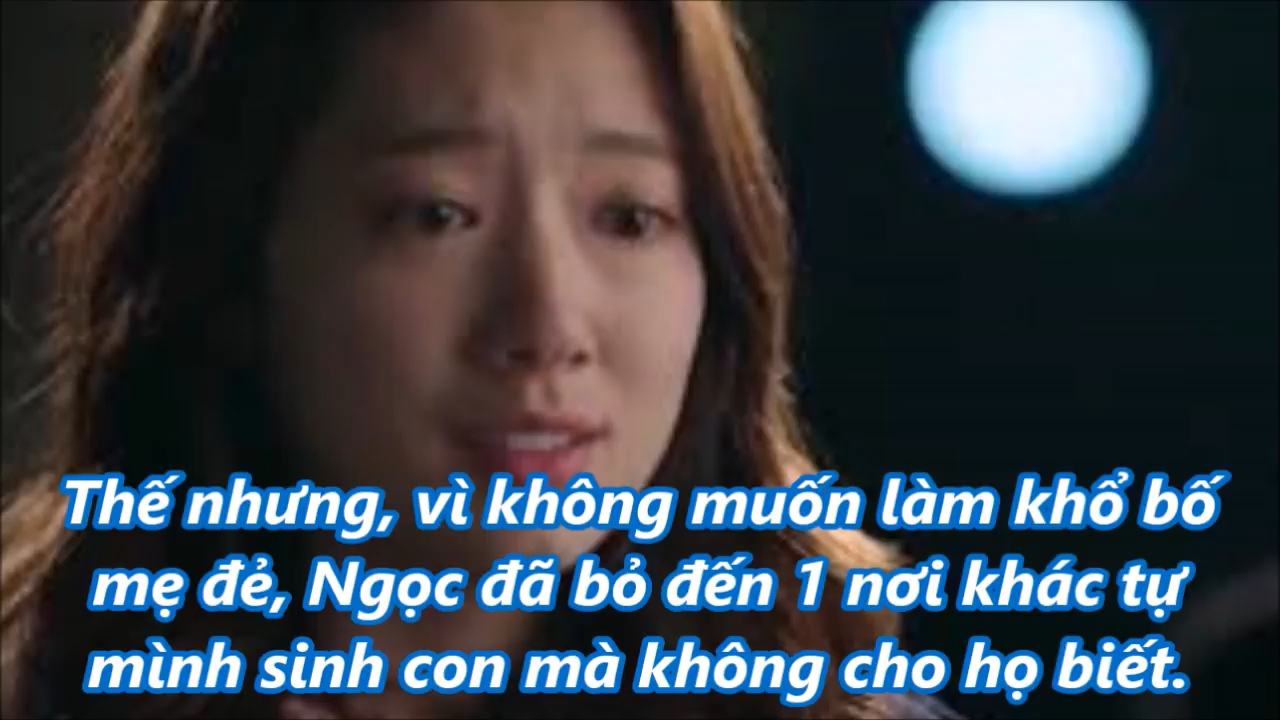 Thế nhưng, vì không muốn làm khổ bố
mẹ đẻ, Ngọc đã bỏ đến 1 nơi khác tự
mình sinh con mà không cho họ biết.